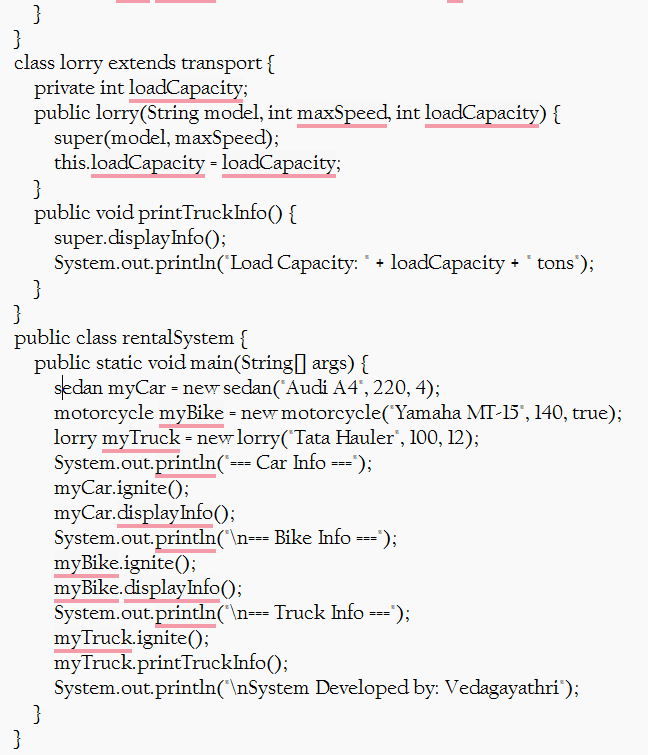 }
}
class lorry extends transport {
private int loadCapacity;
public lorry(String model, int maxSpeed, int loadCapacity) {
super(model, maxSpeed);
this.loadCapacity = loadCapacity;
}
public void printTruckInfo() {
super.displayInfo();
System.out.println("Load Capacity: " + loadCapacity + " tons");
}
}
public class rentalSystem {
public static void main(String[] args) {
sedan myCar = new sedan("Audi A4", 220, 4);
motorcycle myBike = new motorcycle("Yamaha MT-15", 140, true);
lorry myTruck = new lorry("Tata Hauler", 100, 12);
System.out.println("=== Car Info ===");
myCar.ignite();
myCar.displayInfo();
System.out.println("\n=== Bike Info ===");
myBike.ignite();
myBike.displayInfo();
System.out.println("\n=== Truck Info ===");
myTruck.ignite();
myTruck.printTruckInfo();
System.out.println("\nSystem Developed by: Vedagayathri");
}
}